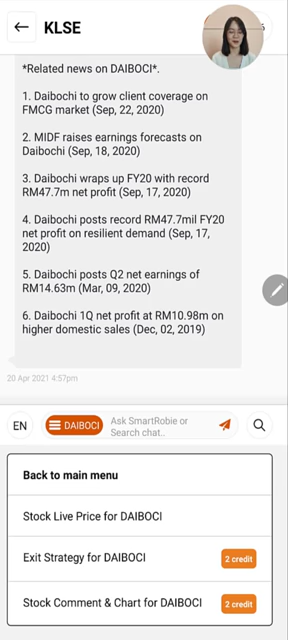 KLSE
6
*Related news on DAIBOCI*.
1. Daibochi to grow client coverage on
FMCG market (Sep, 22, 2020)
2. MIDF raises earnings forecasts on
Daibochi (Sep, 18, 2020)
3. Daibochi wraps up FY20 with record
RM47.7m net profit (Sep, 17, 2020)
4. Daibochi posts record RM47.7mil FY20
net profit on resilient demand (Sep, 17,
2020)
5. Daibochi posts Q2 net earnings of
RM14.63m (Mar, 09, 2020)
6. Daibochi 1Q net profit at RM10.98m on
higher domestic sales (Dec, 02, 2019)
20 Apr 2021 4:57pm
EN
DAIBOCI
Ask SmartRobie or
Search chat..
Back to main menu
Stock Live Price for DAIBOCI
Exit Strategy for DAIBOCI 2 credit
Stock Comment & Chart for DAIBOCI 2 credit